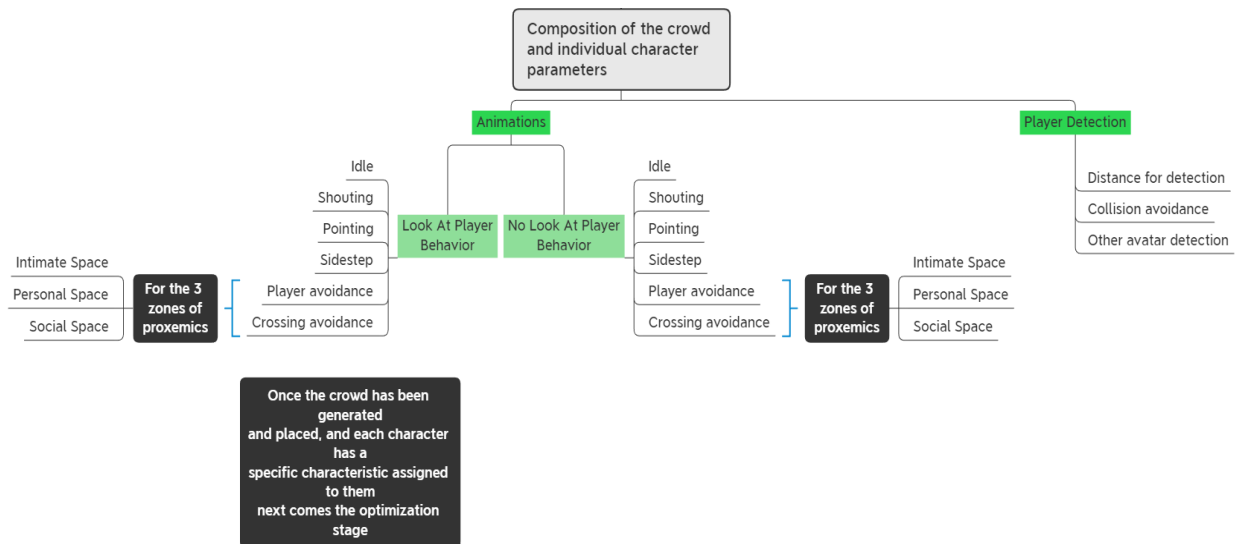 Composition of the crowd
and individual character
parameters
Animations
Player Detection
Idle
Shouting
Pointing
Sidestep
Player avoidance
Crossing avoidance
Look At Player
Behavior
No Look At Player
Behavior
Idle
Shouting
Pointing
Sidestep
Player avoidance
Crossing avoidance
Distance for detection
Collision avoidance
Other avatar detection
Intimate Space
Personal Space
Social Space
For the 3
zones of
proxemics
For the 3
zones of
proxemics
Intimate Space
Personal Space
Social Space
Once the crowd has been
generated
and placed, and each character
has a
specific characteristic assigned
to them
next comes the optimization
stage